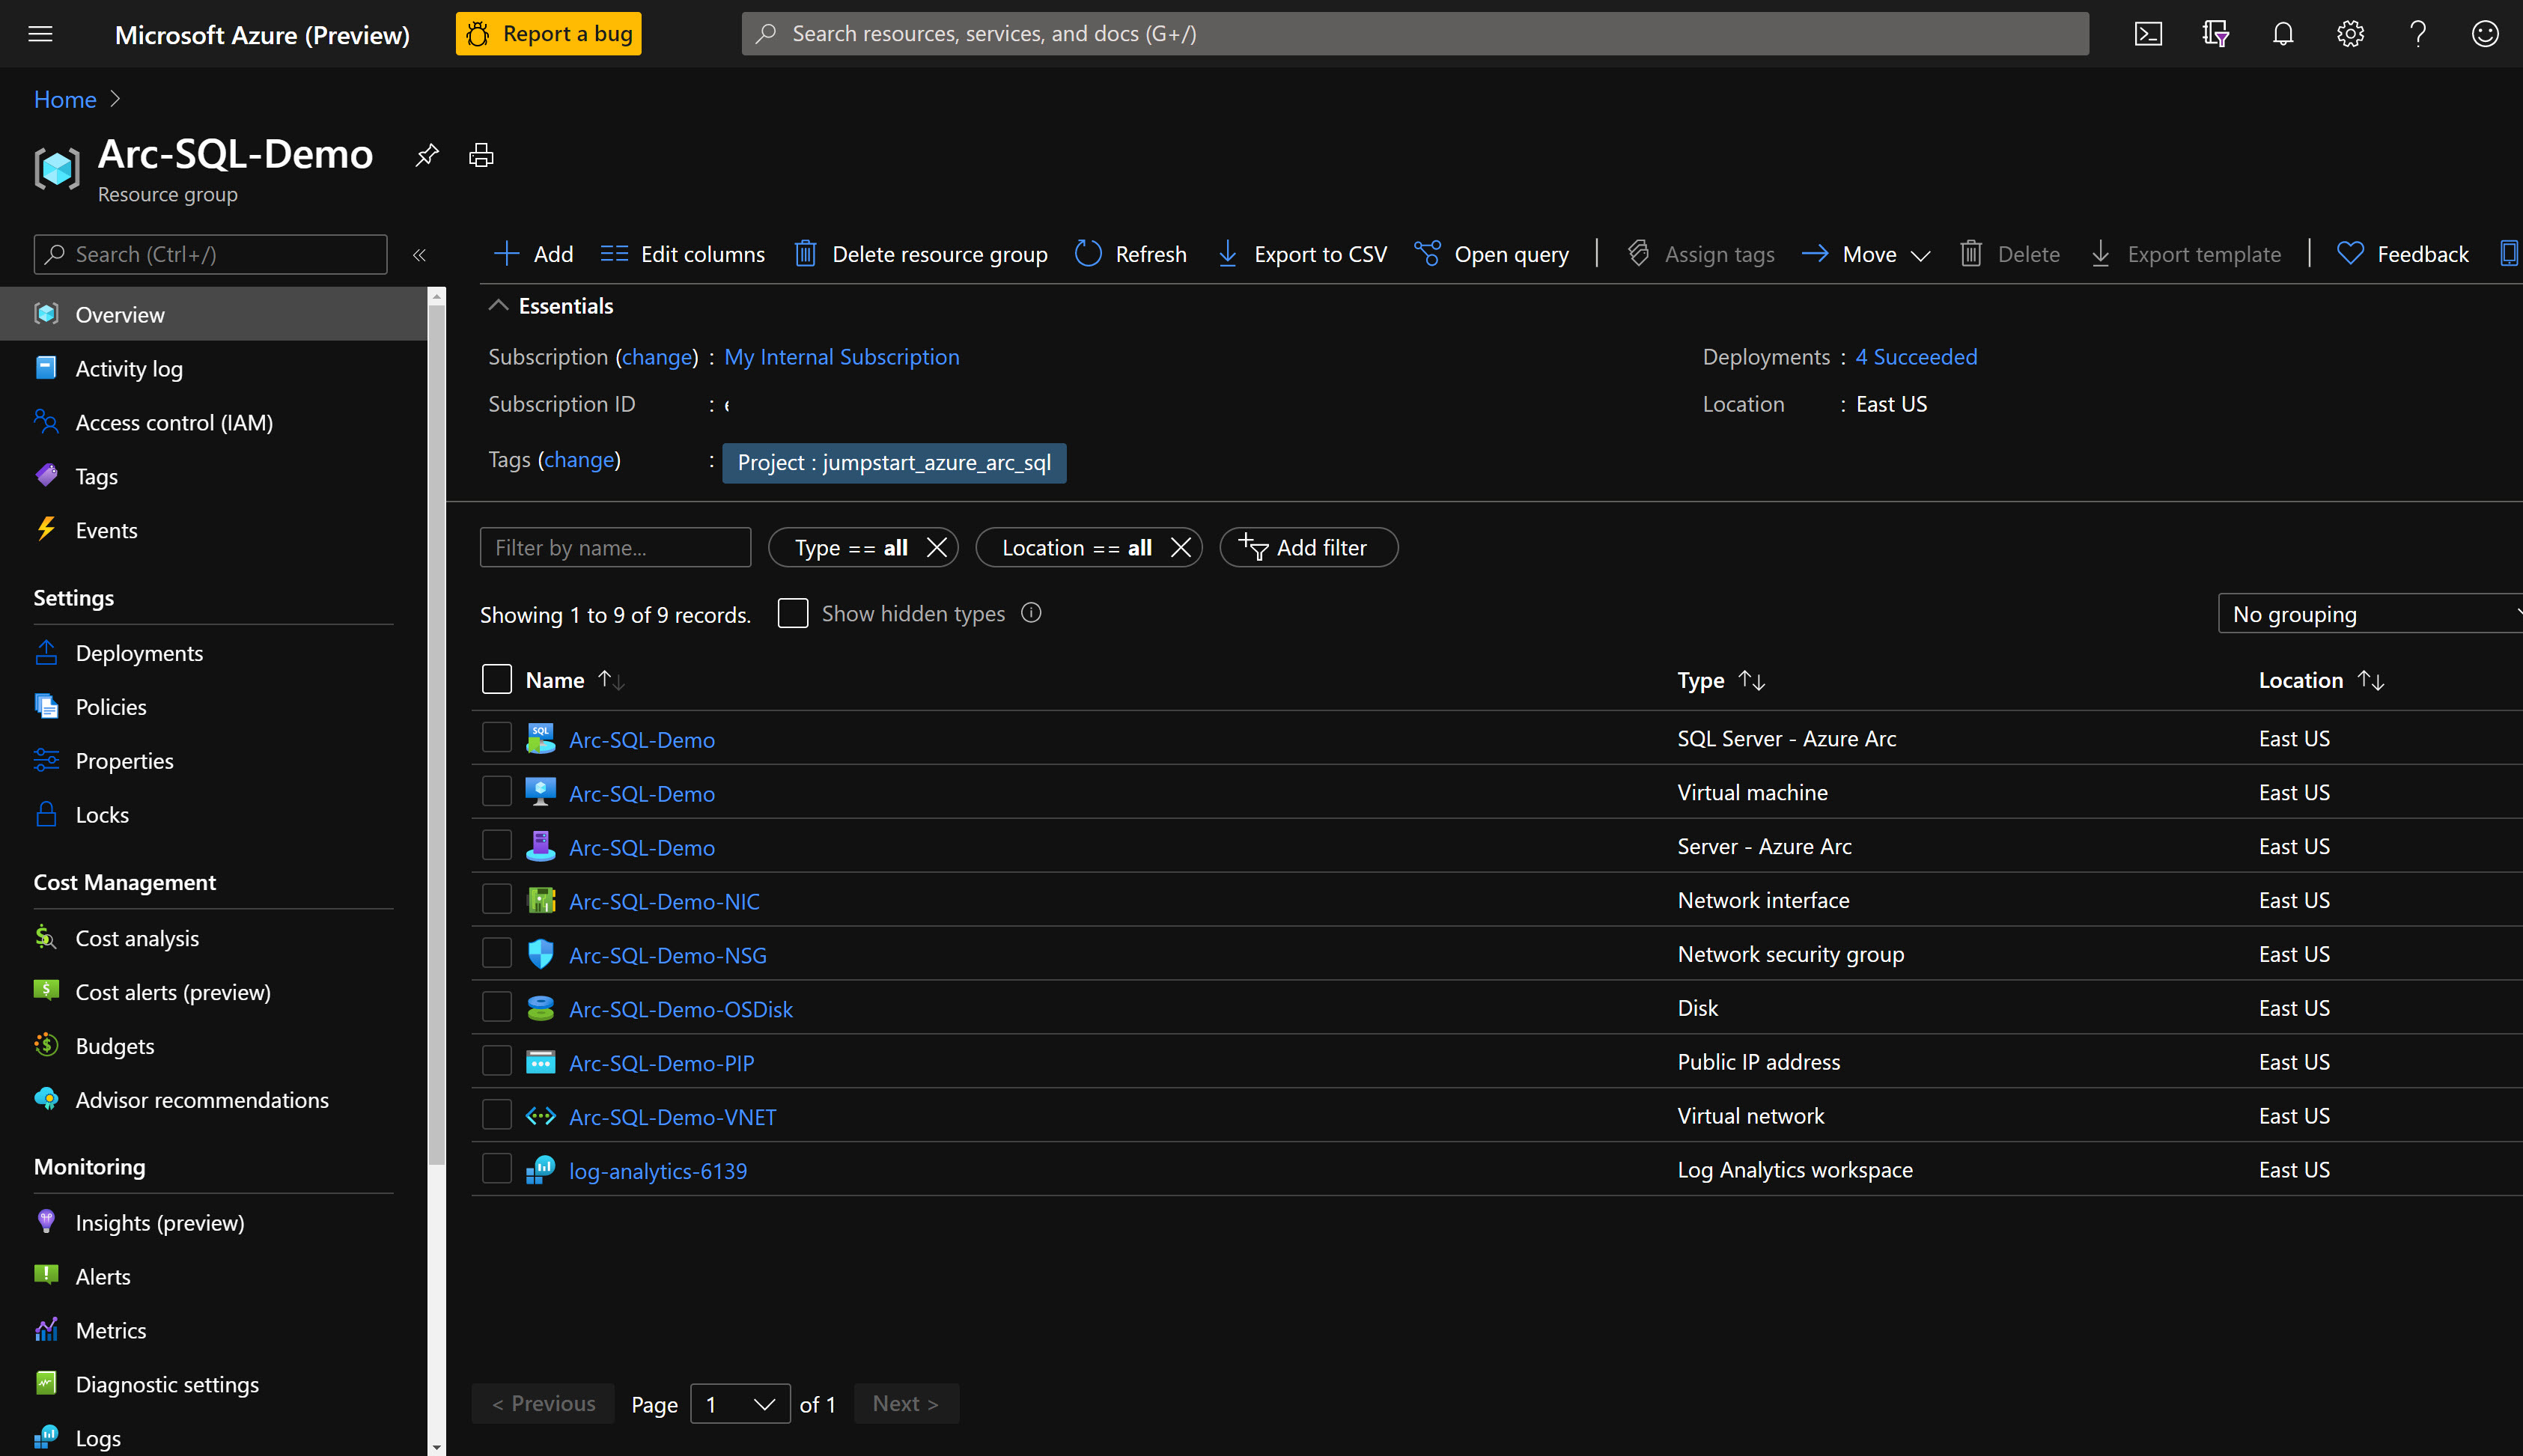 Microsoft Azure (Preview)
Report a bug
Search resources, services, and docs (G+/)
Home
Arc-SQL-Demo
Resource group
Search (Ctrl+/)
«
Overview
Activity log
Access control (IAM)
Tags
Events
Settings
Deployments
Policies
Properties
Locks
Cost Management
Cost analysis
Cost alerts (preview)
Budgets
Advisor recommendations
Monitoring
Insights (preview)
Alerts
Metrics
Diagnostic settings
Logs
Add Edit columns Delete resource group Refresh Export to CSV Open query Assign tags Move Delete Export template Feedback
Essentials
Subscription (change) : My Internal Subscription
Deployments : 4 Succeeded
Subscription ID :
Location : East US
Tags (change) : Project : jumpstart_azure_arc_sql
Filter by name...
Type == all
Location == all
Add filter
Showing 1 to 9 of 9 records.
Show hidden types
No grouping
Name Type Location
Arc-SQL-Demo SQL Server - Azure Arc East US
Arc-SQL-Demo Virtual machine East US
Arc-SQL-Demo Server - Azure Arc East US
Arc-SQL-Demo-NIC Network interface East US
Arc-SQL-Demo-NSG Network security group East US
Arc-SQL-Demo-OSDisk Disk East US
Arc-SQL-Demo-PIP Public IP address East US
Arc-SQL-Demo-VNET Virtual network East US
log-analytics-6139 Log Analytics workspace East US
< Previous Page 1 of 1 Next >